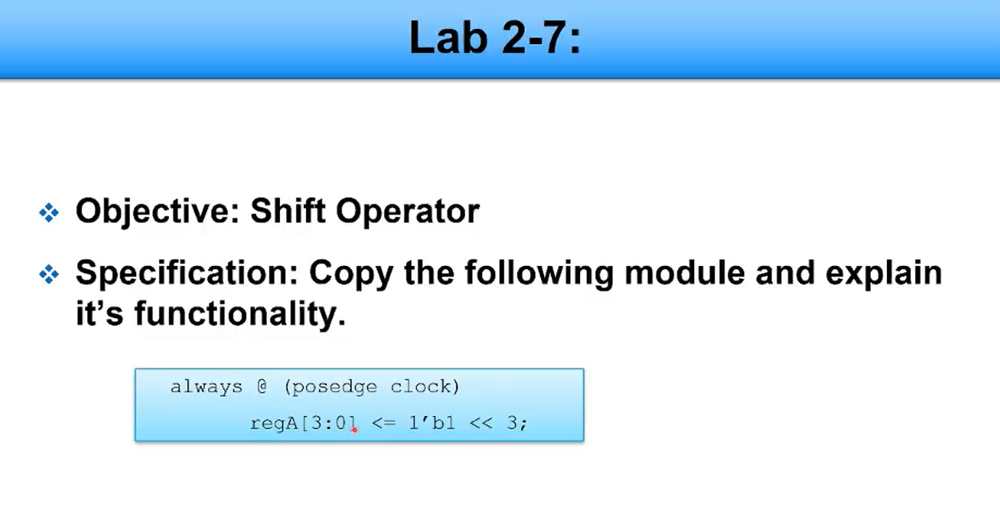 Lab 2-7:
Objective: Shift Operator
Specification: Copy the following module and explain
it’s functionality.
always @ (posedge clock)
regA[3:0] <= 1’b1 << 3;